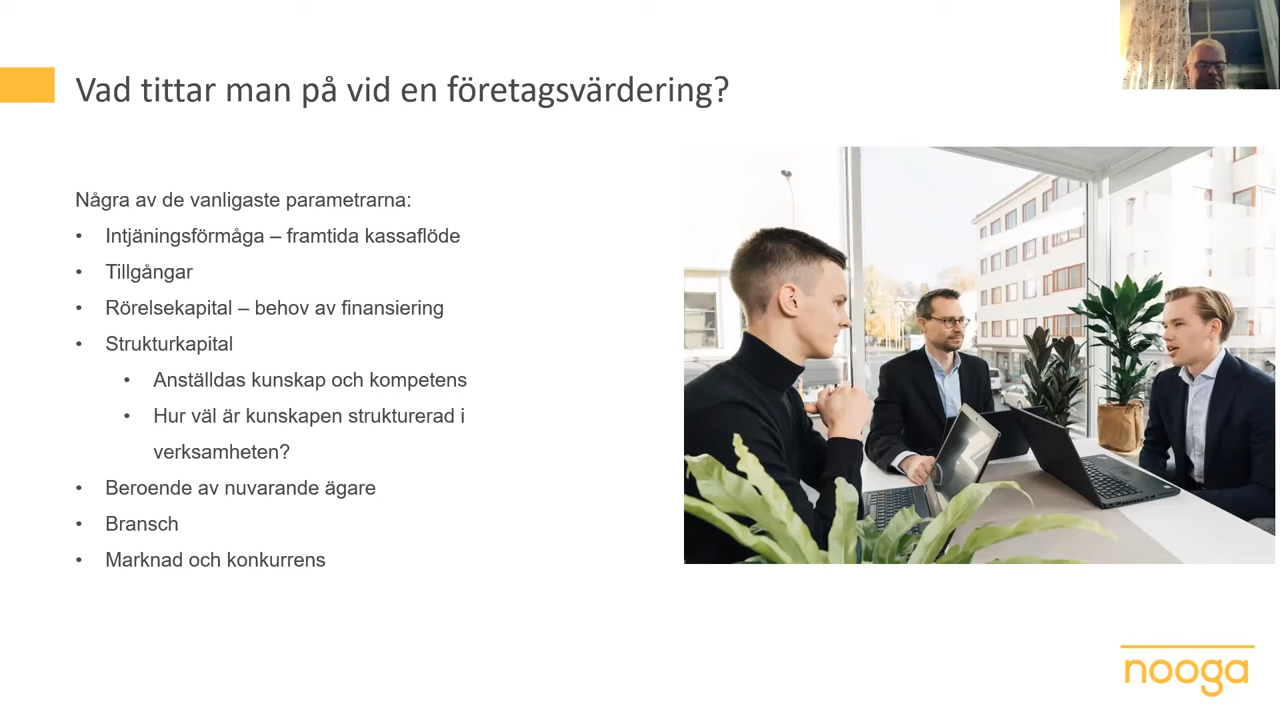 Vad tittar man på vid en företagsvärdering?
Några av de vanligaste parametrarna:
• Intjäningsförmåga – framtida kassaflöde
• Tillgångar
• Rörelsekapital – behov av finansiering
• Strukturkapital
• Anställdas kunskap och kompetens
• Hur väl är kunskapen strukturerad i
verksamheten?
• Beroende av nuvarande ägare
• Bransch
• Marknad och konkurrens
nooga